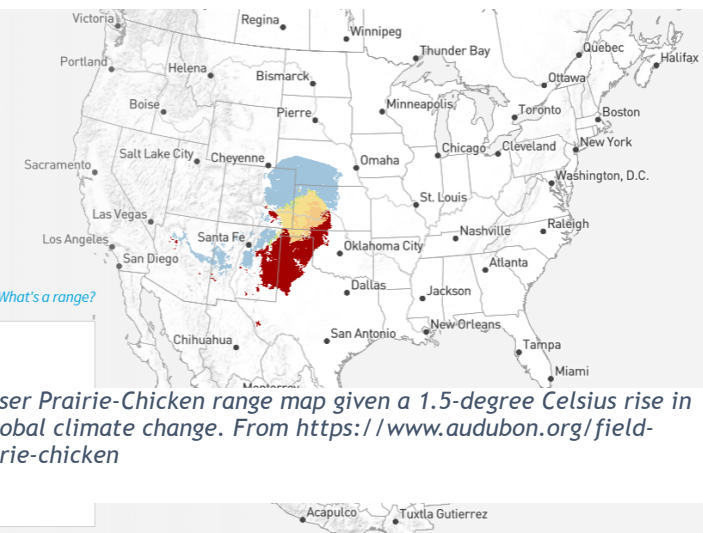 Victoria
Regina
Winnipeg
Thunder Bay
Québec
Halifax
Portland
Helena
Bismarck
Ottawa
Boise
Pierre
Minneapolis
Toronto
Boston
Salt Lake City
Cheyenne
Omaha
Chicago
Cleveland
New York
Sacramento
Washington, D.C.
St. Louis
Las Vegas
Santa Fe
Nashville
Raleigh
Los Angeles
Oklahoma City
San Diego
Atlanta
Dallas
Jackson
What's a range?
Chihuahua
San Antonio
New Orleans
Tampa
Miami
Monterrey
ser Prairie-Chicken range map given a 1.5-degree Celsius rise in
obal climate change. From https://www.audubon.org/field-
rie-chicken
Acapulco
Tuxtla Gutierrez